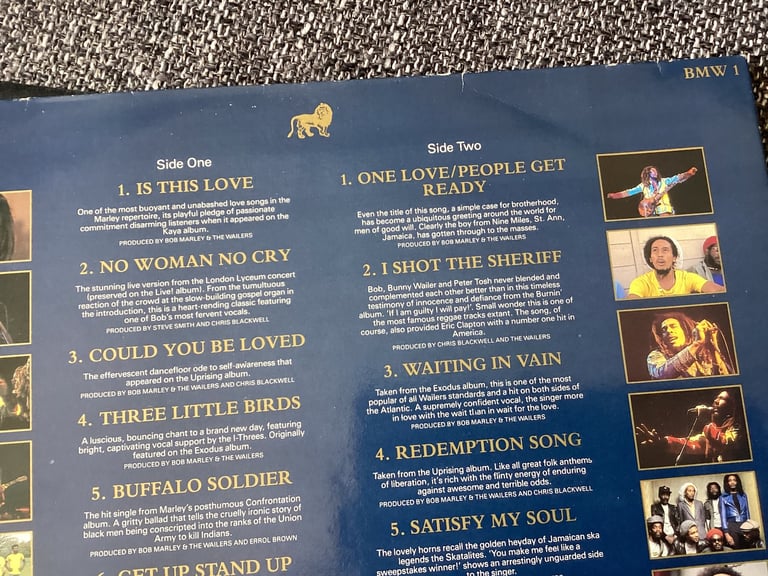 BMW 1
Side One
1. IS THIS LOVE
One of the most buoyant and unabashed love songs in the
Marley repertoire, its playful pledge of passionate
commitment disarming listeners when it appeared on the
Kaya album.
PRODUCED BY BOB MARLEY & THE WAILERS
2. NO WOMAN NO CRY
The stunning live version from the London Lyceum concert
(preserved on the Live! album). From the tumultuous
reaction of the crowd at the slow-building gospel organ in
the introduction, this is a heart-rending classic featuring
one of Bob's most fervent vocals.
PRODUCED BY STEVE SMITH AND CHRIS BLACKWELL
3. COULD YOU BE LOVED
The effervescent dancefloor ode to self-awareness that
appeared on the Uprising album.
PRODUCED BY BOB MARLEY & THE WAILERS AND CHRIS BLACKWELL
4. THREE LITTLE BIRDS
A luscious, bouncing chant to a brand new day, featuring
bright, captivating vocal support by the I-Threes. Originally
featured on the Exodus album.
PRODUCED BY BOB MARLEY & THE WAILERS
5. BUFFALO SOLDIER
The hit single from Marley's posthumous Confrontation
album. A gritty ballad that tells the cruelly ironic story of
black men being conscripted into the ranks of the Union
Army to kill Indians.
PRODUCED BY BOB MARLEY & THE WAILERS AND ERROL BROWN
6. GET UP STAND UP
Side Two
1. ONE LOVE/PEOPLE GET
READY
Even the title of this song, a simple case for brotherhood,
has become a ubiquitous greeting around the world for
men of good will. Clearly the boy from Nine Miles, St. Ann,
Jamaica, has gotten through to the masses.
PRODUCED BY BOB MARLEY & THE WAILERS
2. I SHOT THE SHERIFF
Bob, Bunny Wailer and Peter Tosh never blended and
complemented each other better than in this timeless
testimony of innocence and defiance from the Burnin'
album. 'If I am guilty I will pay!'. Small wonder this is one of
the most famous reggae tracks extant. The song, of
course, also provided Eric Clapton with a number one hit in
America.
PRODUCED BY CHRIS BLACKWELL AND THE WAILERS
3. WAITING IN VAIN
Taken from the Exodus album, this is one of the most
popular of all Wailers standards and a hit on both sides of
the Atlantic. A supremely confident vocal, the singer more
in love with the wait than in wait for the love.
PRODUCED BY BOB MARLEY & THE WAILERS
4. REDEMPTION SONG
Taken from the Uprising album. Like all great folk anthems
of liberation, it's rich with the flinty energy of enduring
against awesome and terrible odds.
PRODUCED BY BOB MARLEY & THE WAILERS AND CHRIS BLACKWELL
5. SATISFY MY SOUL
The lovely horns recall the golden heyday of Jamaican ska
legends the Skatalites. 'You make me feel like a
sweepstakes winner!' shows an arrestingly unguarded side
to the singer.